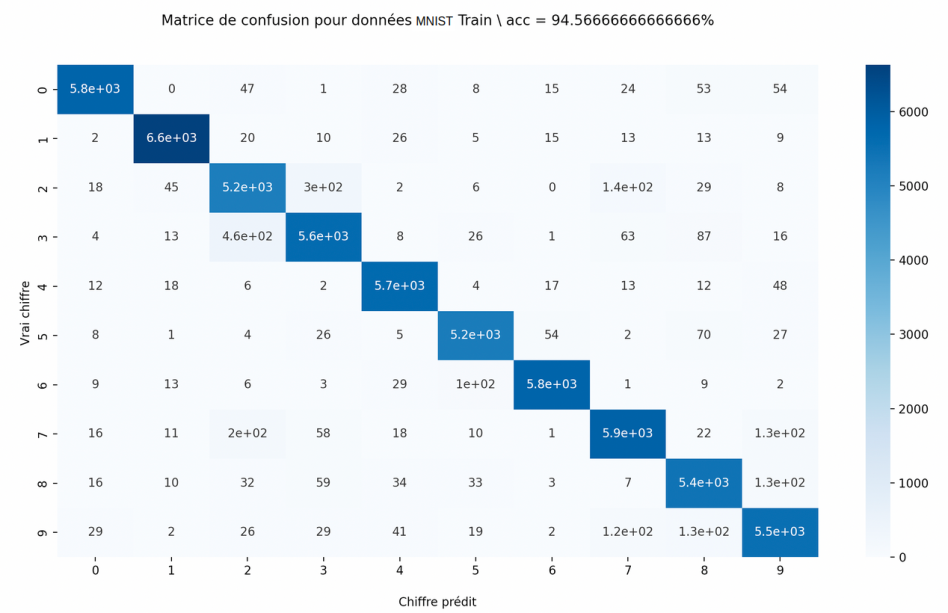 Matrice de confusion pour données MNIST Train \ acc = 94.56666666666666%
0 5.8e+03 0 47 1 28 8 15 24 53 54
1 2 6.6e+03 20 10 26 5 15 13 13 9
2 18 45 5.2e+03 3e+02 2 6 0 1.4e+02 29 8
3 4 13 4.6e+02 5.6e+03 8 26 1 63 87 16
4 12 18 6 2 5.7e+03 4 17 13 12 48
5 8 1 4 26 5 5.2e+03 54 2 70 27
6 9 13 6 3 29 1e+02 5.8e+03 1 9 2
7 16 11 2e+02 58 18 10 1 5.9e+03 22 1.3e+02
8 16 10 32 59 34 33 3 7 5.4e+03 1.3e+02
9 29 2 26 29 41 19 2 1.2e+02 1.3e+02 5.5e+03
0 1 2 3 4 5 6 7 8 9
Chiffre prédit
Vrai chiffre
6000
5000
4000
3000
2000
1000
0